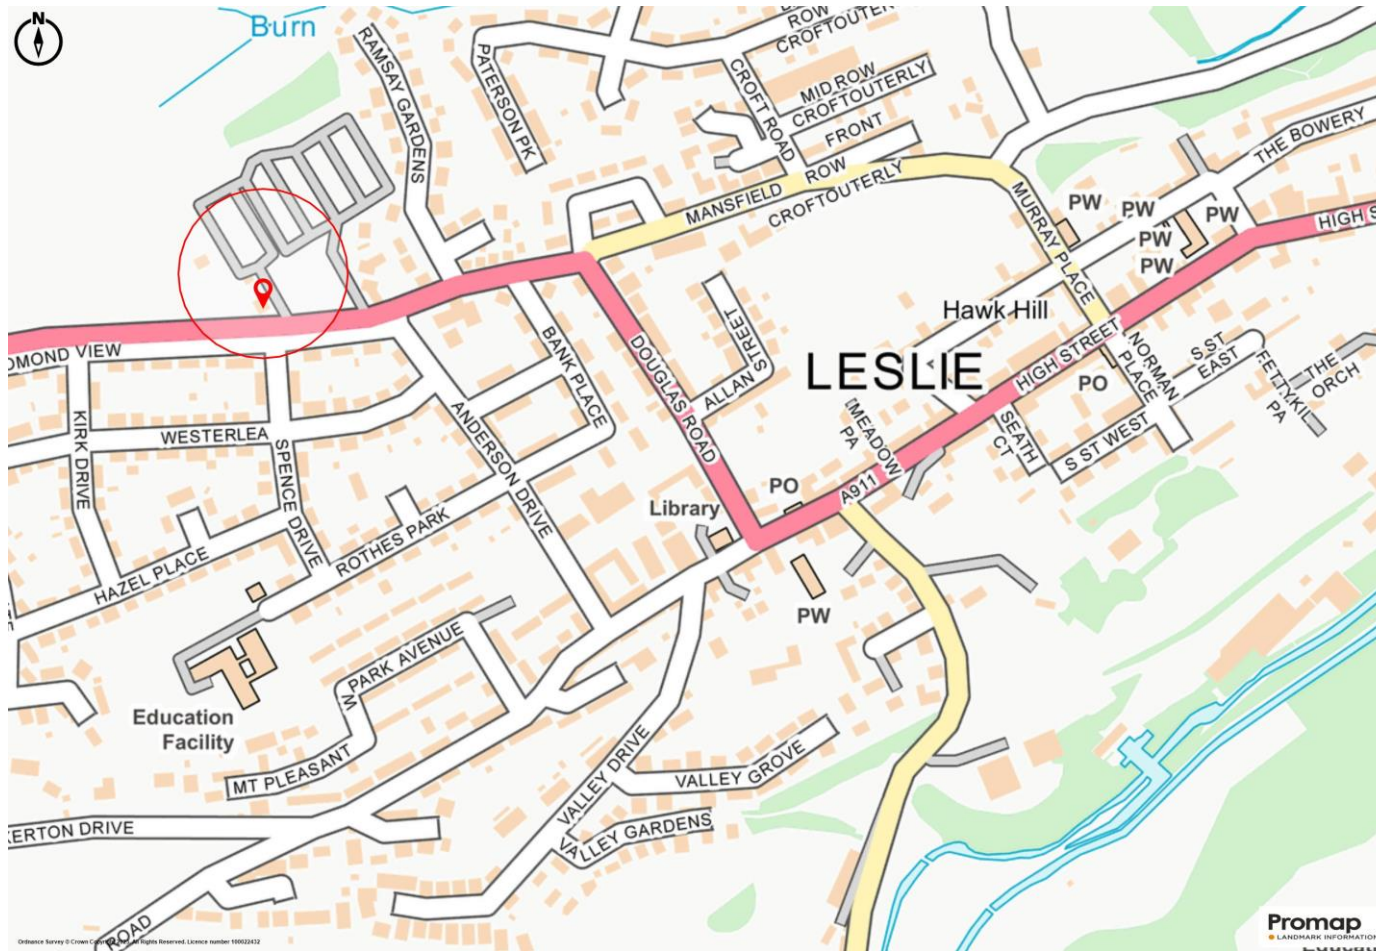 N
Burn
RAMSAY GARDENS
PATERSON PK
ROW
CROFTOUTERLY
CROFT ROAD
MID ROW
CROFTOUTERLY
FRONT
ROW
CROFTOUTERLY
MANSFIELD
MURRAY PLACE
THE BOWERY
PW
PW
PW
PW
PW
HIGH S
Hawk Hill
LESLIE
HIGH STREET
NORMAN
PLACE
S ST
EAST
FETTYKIL
PA
THE
ORCH
PO
DOUGLAS ROAD
ALLAN STREET
BANK PLACE
MEADOW
PA
SEATH
CT
S ST WEST
A911
DMOND VIEW
KIRK DRIVE
WESTERLEA
SPENCE DRIVE
ANDERSON DRIVE
HAZEL PLACE
ROTHES PARK
Library
PO
PW
Education
Facility
M
PARK AVENUE
MT PLEASANT
KERTON DRIVE
ROAD
VALLEY DRIVE
VALLEY GROVE
VALLEY GARDENS
Promap
LANDMARK INFORMATION